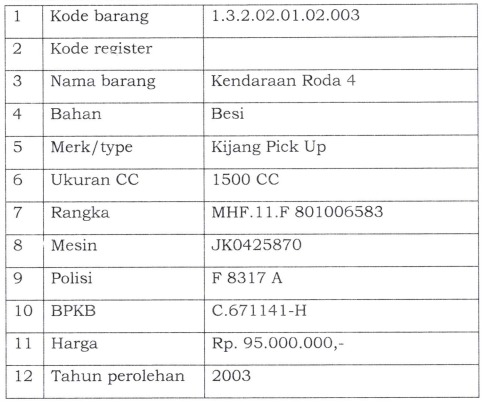 1 Kode barang 1.3.2.02.01.02.003
2 Kode register
3 Nama barang Kendaraan Roda 4
4 Bahan Besi
5 Merk/type Kijang Pick Up
6 Ukuran CC 1500 CC
7 Rangka MHF.11.F 801006583
8 Mesin JK0425870
9 Polisi F 8317 A
10 BPKB C.671141-H
11 Harga Rp. 95.000.000,-
12 Tahun perolehan 2003